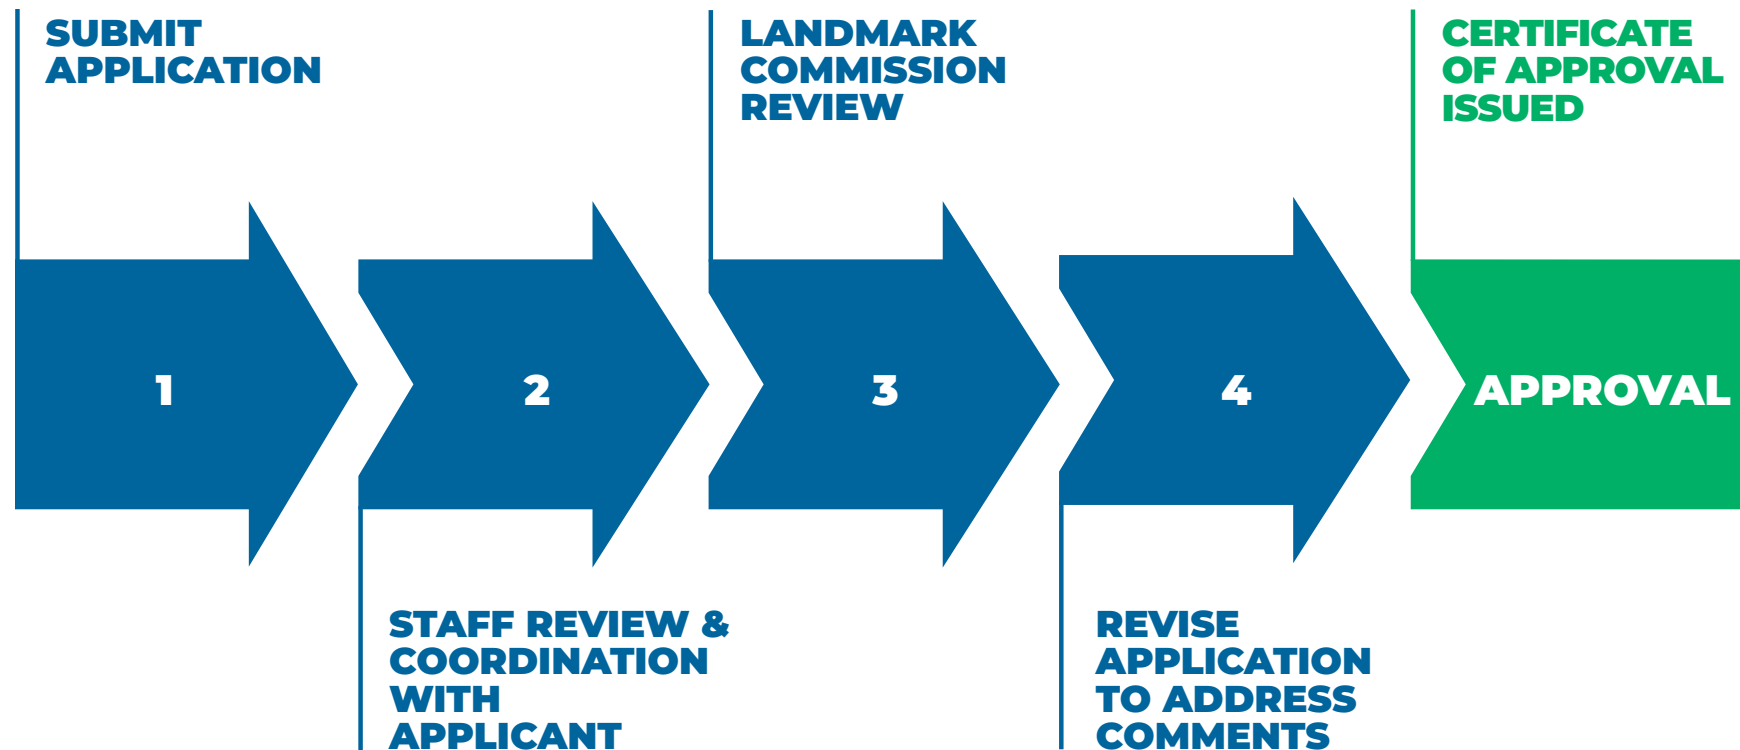 SUBMIT
APPLICATION
LANDMARK
COMMISSION
REVIEW
CERTIFICATE
OF APPROVAL
ISSUED
1
2
3
4
APPROVAL
STAFF REVIEW &
COORDINATION
WITH
APPLICANT
REVISE
APPLICATION
TO ADDRESS
COMMENTS